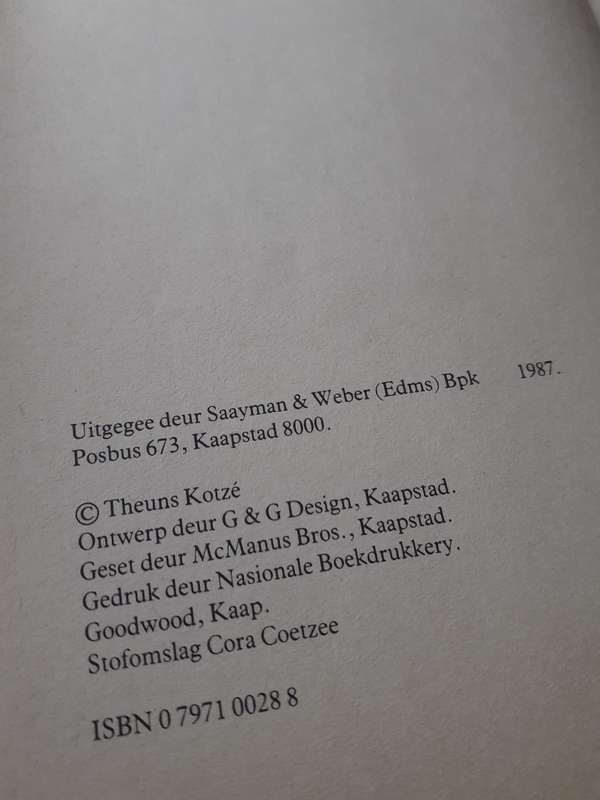 Uitgegee deur Saayman & Weber (Edms) Bpk 1987.
Posbus 673, Kaapstad 8000.
© Theuns Kotzé
Ontwerp deur G & G Design, Kaapstad.
Geset deur McManus Bros., Kaapstad.
Gedruk deur Nasionale Boekdrukkery.
Goodwood, Kaap.
Stofomslag Cora Coetzee
ISBN 0 7971 0028 8